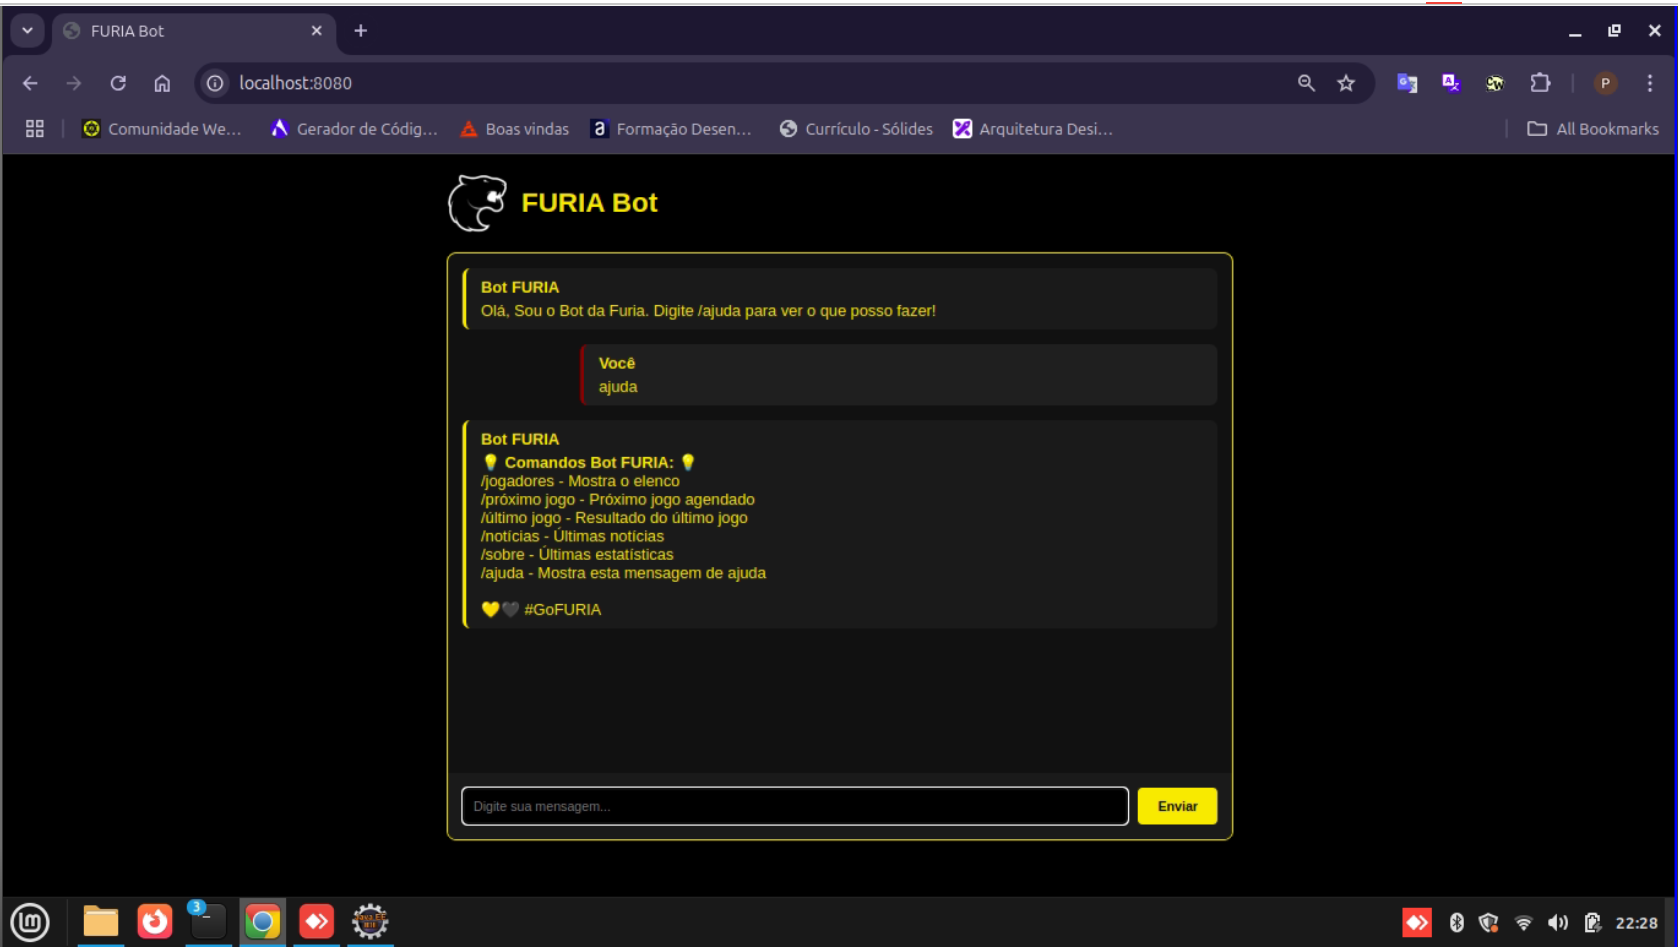 FURIA Bot
localhost:8080
P
Comunidade We...
Gerador de Códig...
Boas vindas
Formação Desen...
Currículo - Sólides
Arquitetura Desi...
All Bookmarks
FURIA Bot
Bot FURIA
Olá, Sou o Bot da Furia. Digite /ajuda para ver o que posso fazer!
Você
ajuda
Bot FURIA
💡 Comandos Bot FURIA: 💡
/jogadores - Mostra o elenco
/próximo jogo - Próximo jogo agendado
/último jogo - Resultado do último jogo
/notícias - Últimas notícias
/sobre - Últimas estatísticas
/ajuda - Mostra esta mensagem de ajuda
💛🖤 #GoFURIA
Digite sua mensagem...
Enviar
3
22:28